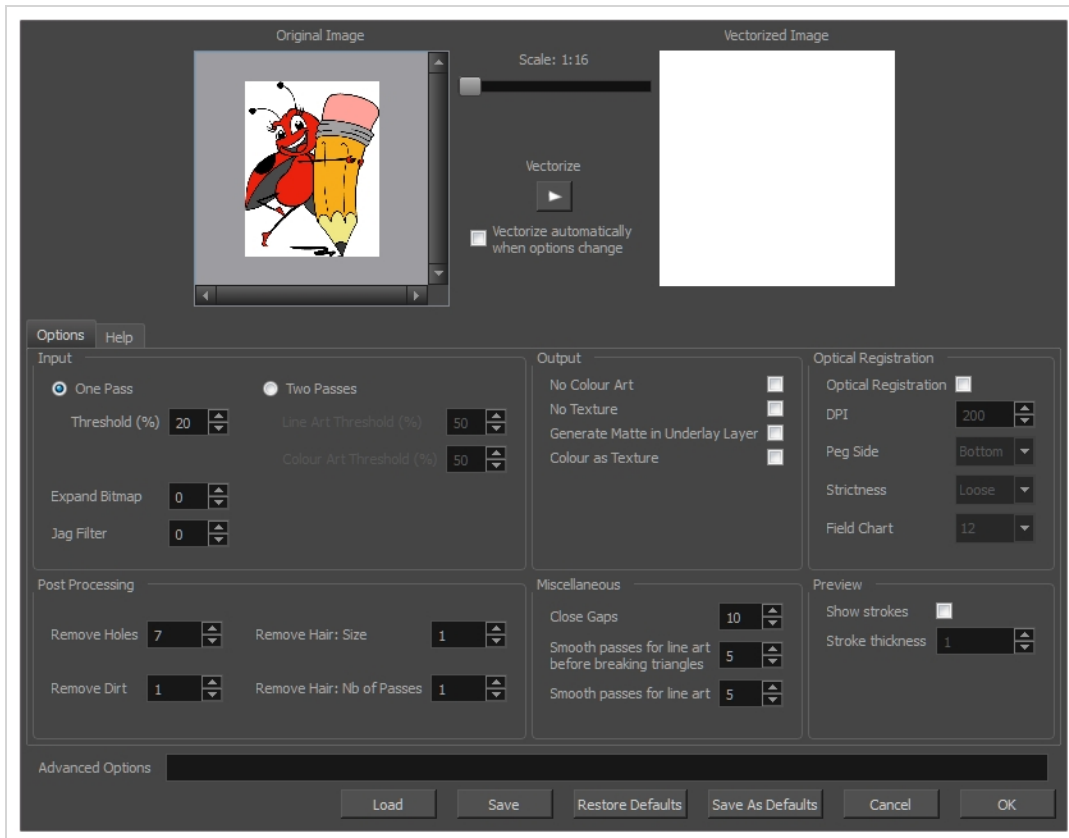 Original Image
Vectorized Image
Scale: 1:16
Vectorize
Vectorize automatically
when options change
Options
Help
Input
One Pass
Two Passes
Threshold (%) 20
Line Art Threshold (%) 50
Colour Art Threshold (%) 50
Expand Bitmap 0
Jag Filter 0
Output
No Colour Art
No Texture
Generate Matte in Underlay Layer
Colour as Texture
Optical Registration
Optical Registration
DPI 200
Peg Side Bottom
Strictness Loose
Field Chart 12
Post Processing
Remove Holes 7
Remove Hair: Size 1
Remove Dirt 1
Remove Hair: Nb of Passes 1
Miscellaneous
Close Gaps 10
Smooth passes for line art
before breaking triangles 5
Smooth passes for line art 5
Preview
Show strokes
Stroke thickness 1
Advanced Options
Load
Save
Restore Defaults
Save As Defaults
Cancel
OK